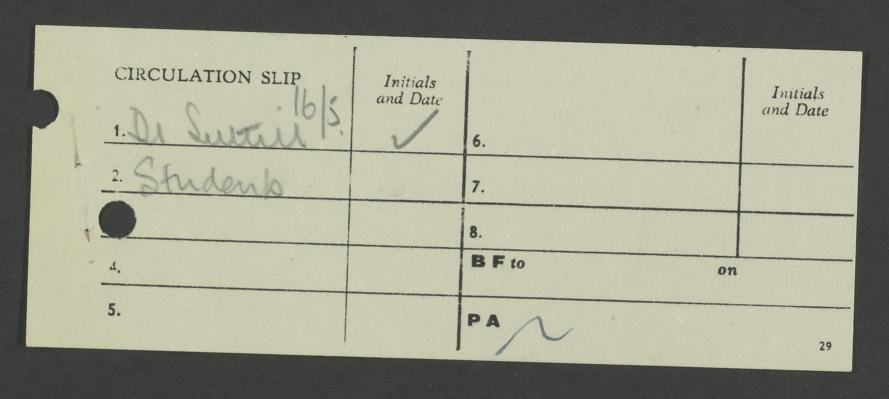 CIRCULATION SLIP
Initials
and Date
16/5.
1. Dr
2. Students
4.
5.
6.
7.
8.
B F to on
P A
Initials
and Date
29